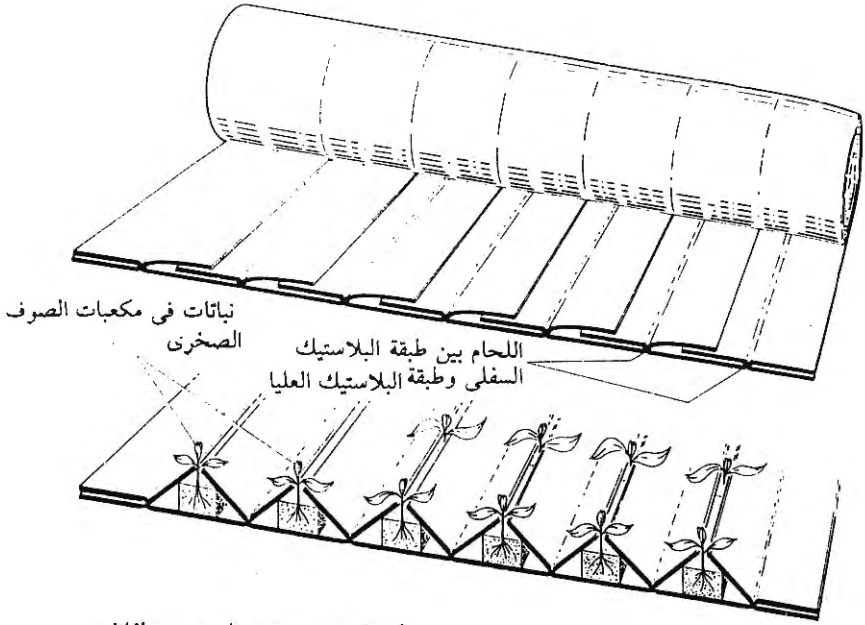 نباتات فى مكعبات الصوف
الصخرى
اللحام بين طبقة البلاستيك
السفلى وطبقة البلاستيك العليا